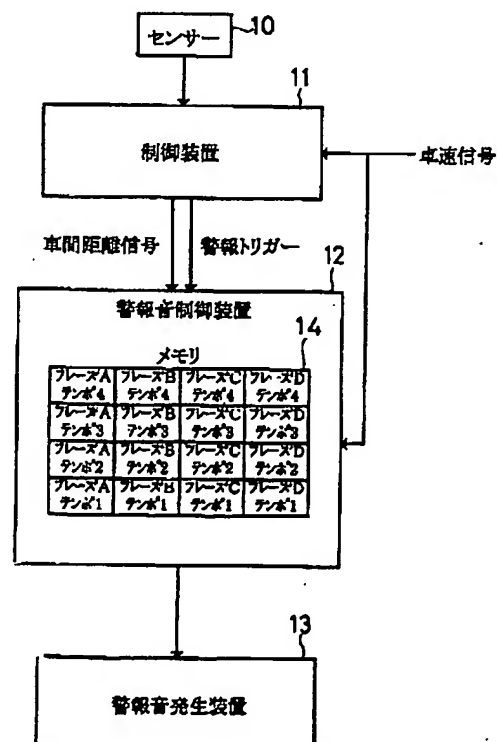 センサー 10
11
制御装置
卓速信号
車間距離信号 警報トリガー
12
警報音制御装置
14
メモリ
フレーズA フレーズB フレーズC フレーズD
テンポ4 テンポ4 テンポ4 テンポ4
フレーズA フレーズB フレーズC フレーズD
テンポ3 テンポ3 テンポ3 テンポ3
フレーズA フレーズB フレーズC フレーズD
テンポ2 テンポ2 テンポ2 テンポ2
フレーズA フレーズB フレーズC フレーズD
テンポ1 テンポ1 テンポ1 テンポ1
13
警報音発生装置